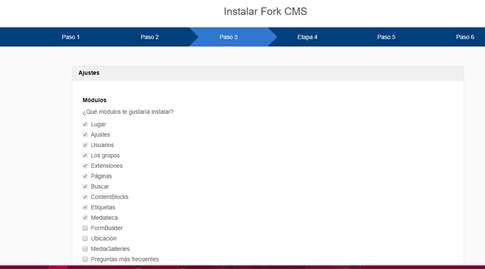 Instalar Fork CMS
Paso 1 Paso 2 Paso 3 Etapa 4 Paso 5 Paso 6
Ajustes
Módulos
¿Qué módulos te gustaría instalar?
Lugar
Ajustes
Usuarios
Los grupos
Extensiones
Páginas
Buscar
ContentBlocks
Etiquetas
Mediateca
FormBuilder
Ubicación
MediaGalleries
Preguntas más frecuentes